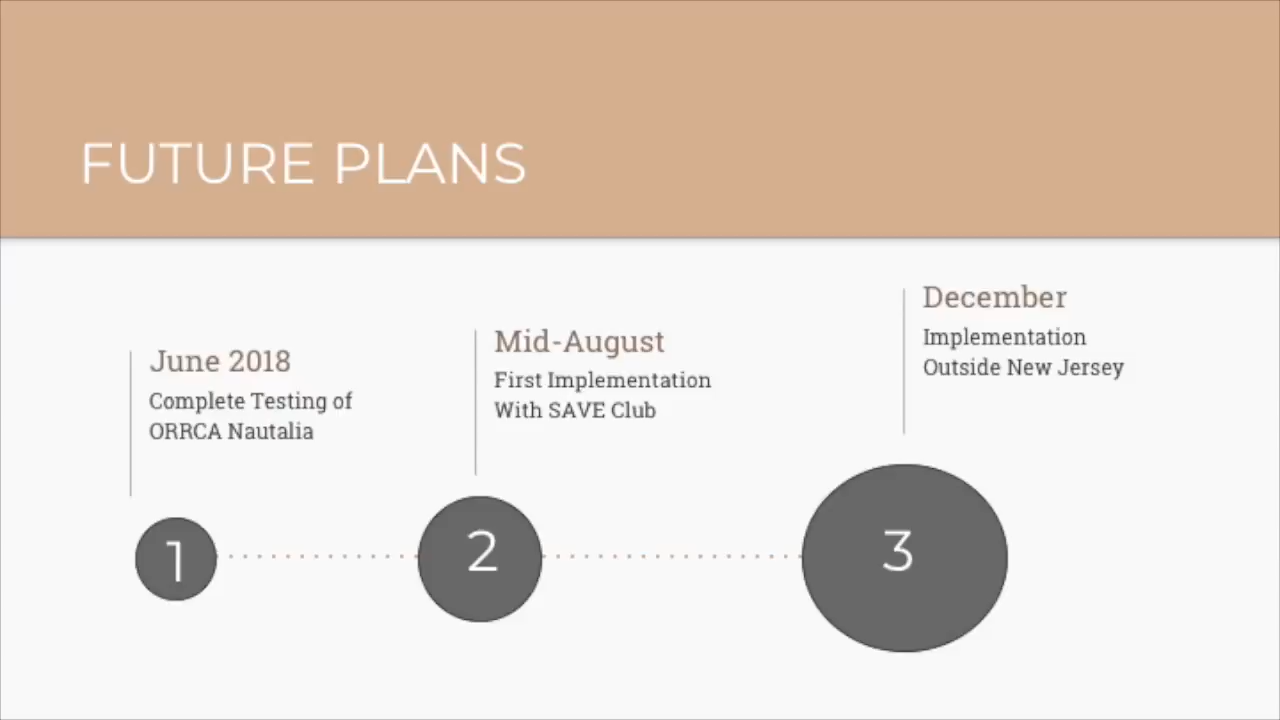 FUTURE PLANS
June 2018
Complete Testing of
ORRCA Nautalia
Mid-August
First Implementation
With SAVE Club
December
Implementation
Outside New Jersey
1
2
3